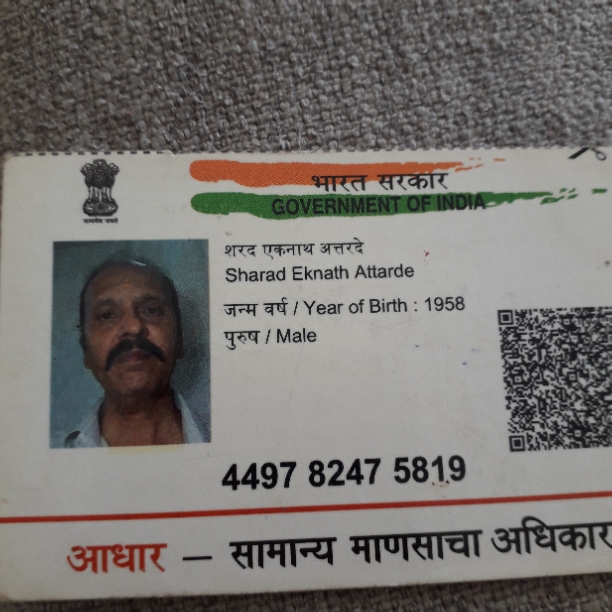 भारत सरकार
GOVERNMENT OF INDIA
शरद एकनाथ अत्तरदे
Sharad Eknath Attarde
जन्म वर्ष / Year of Birth : 1958
पुरुष / Male
4497 8247 5819
आधार — सामान्य माणसाचा अधिकार